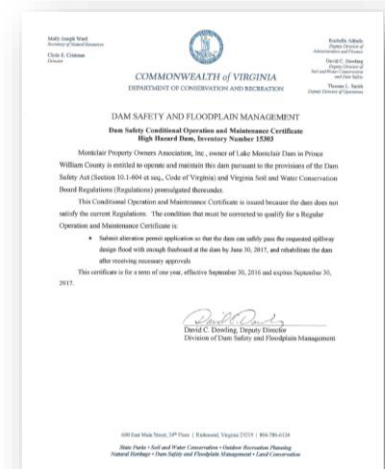 Molly Joseph Ward
Secretary of Natural Resources
Clyde E. Cristman
Director
Rochelle Altholz
Deputy Director of
Administration and Finance
David C. Dowling
Deputy Director of
Soil and Water Conservation
and Dam Safety
Thomas L. Smith
Deputy Director of Operations
COMMONWEALTH of VIRGINIA
DEPARTMENT OF CONSERVATION AND RECREATION
DAM SAFETY AND FLOODPLAIN MANAGEMENT
Dam Safety Conditional Operation and Maintenance Certificate
High Hazard Dam, Inventory Number 15303
Montclair Property Owners Association, Inc., owner of Lake Montclair Dam in Prince
William County is entitled to operate and maintain this dam pursuant to the provisions of the Dam
Safety Act (Section 10.1-604 et seq., Code of Virginia) and Virginia Soil and Water Conservation
Board Regulations (Regulations) promulgated thereunder.
This Conditional Operation and Maintenance Certificate is issued because the dam does not
satisfy the current Regulations. The condition that must be corrected to qualify for a Regular
Operation and Maintenance Certificate is:
• Submit alteration permit application so that the dam can safely pass the requested spillway
design flood with enough freeboard at the dam by June 30, 2017, and rehabilitate the dam
after receiving necessary approvals
This certificate is for a term of one year, effective September 30, 2016 and expires September 30,
2017.
David C. Dowling, Deputy Director
Division of Dam Safety and Floodplain Management
600 East Main Street, 24th Floor | Richmond, Virginia 23219 | 804-786-6124
State Parks • Soil and Water Conservation • Outdoor Recreation Planning
Natural Heritage • Dam Safety and Floodplain Management • Land Conservation